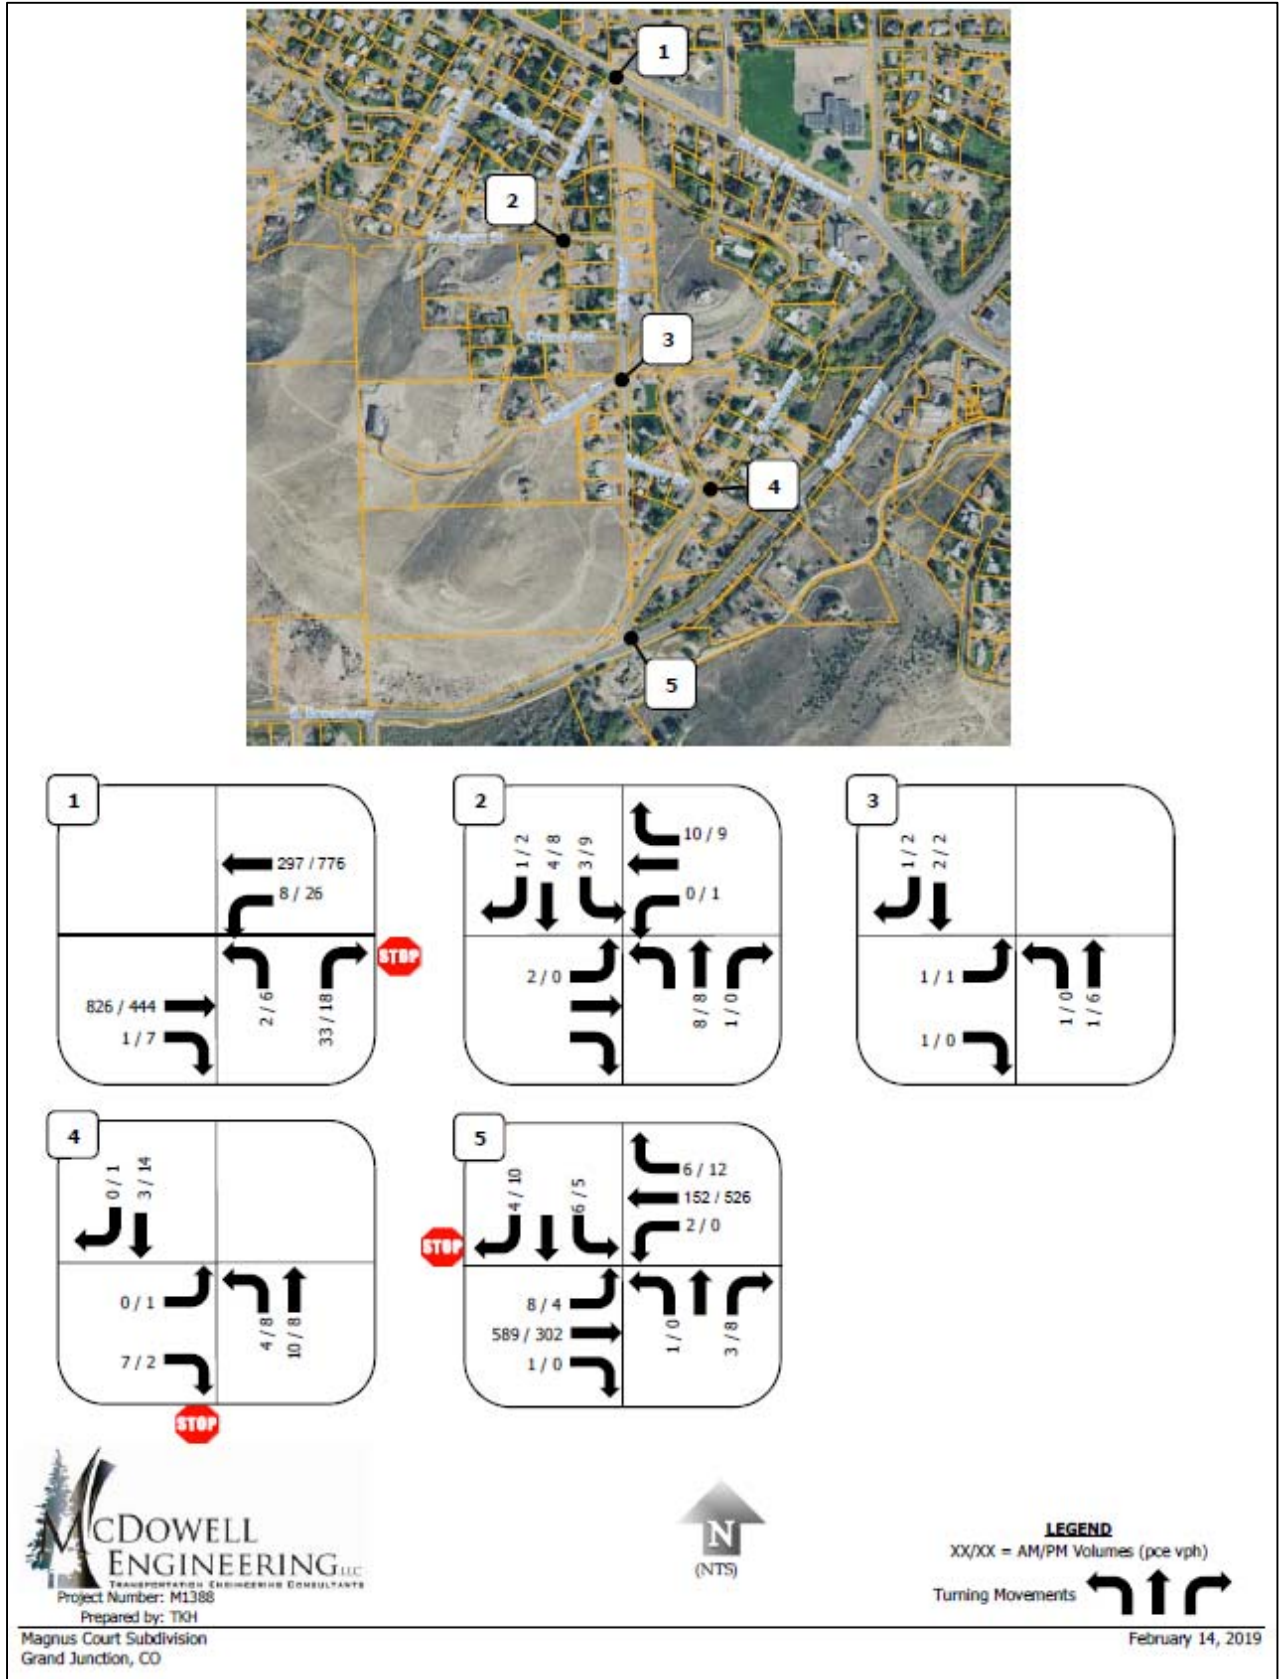 1
2
3
4
5
1
297 / 776
8 / 26
826 / 444
1 / 7
2 / 6
33 / 18
STOP
2
1 / 2
4 / 8
3 / 9
10 / 9
0 / 1
2 / 0
8 / 8
1 / 0
3
1 / 2
2 / 2
1 / 1
1 / 0
1 / 0
1 / 6
4
0 / 1
3 / 14
0 / 1
7 / 2
4 / 8
10 / 8
STOP
5
4 / 10
6 / 5
6 / 12
152 / 526
2 / 0
STOP
8 / 4
589 / 302
1 / 0
1 / 0
3 / 8
MCDOWELL
ENGINEERING LLC
TRANSPORTATION ENGINEERING CONSULTANTS
Project Number: M1388
Prepared by: TKH
Magnus Court Subdivision
Grand Junction, CO
N
(NTS)
LEGEND
XX/XX = AM/PM Volumes (pce vph)
Turning Movements
February 14, 2019